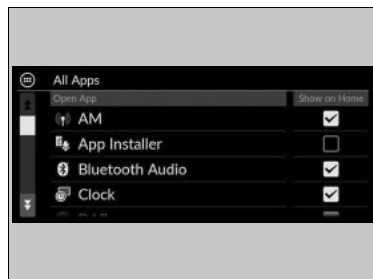 All Apps
Open App Show on Home
AM
App Installer
Bluetooth Audio
Clock